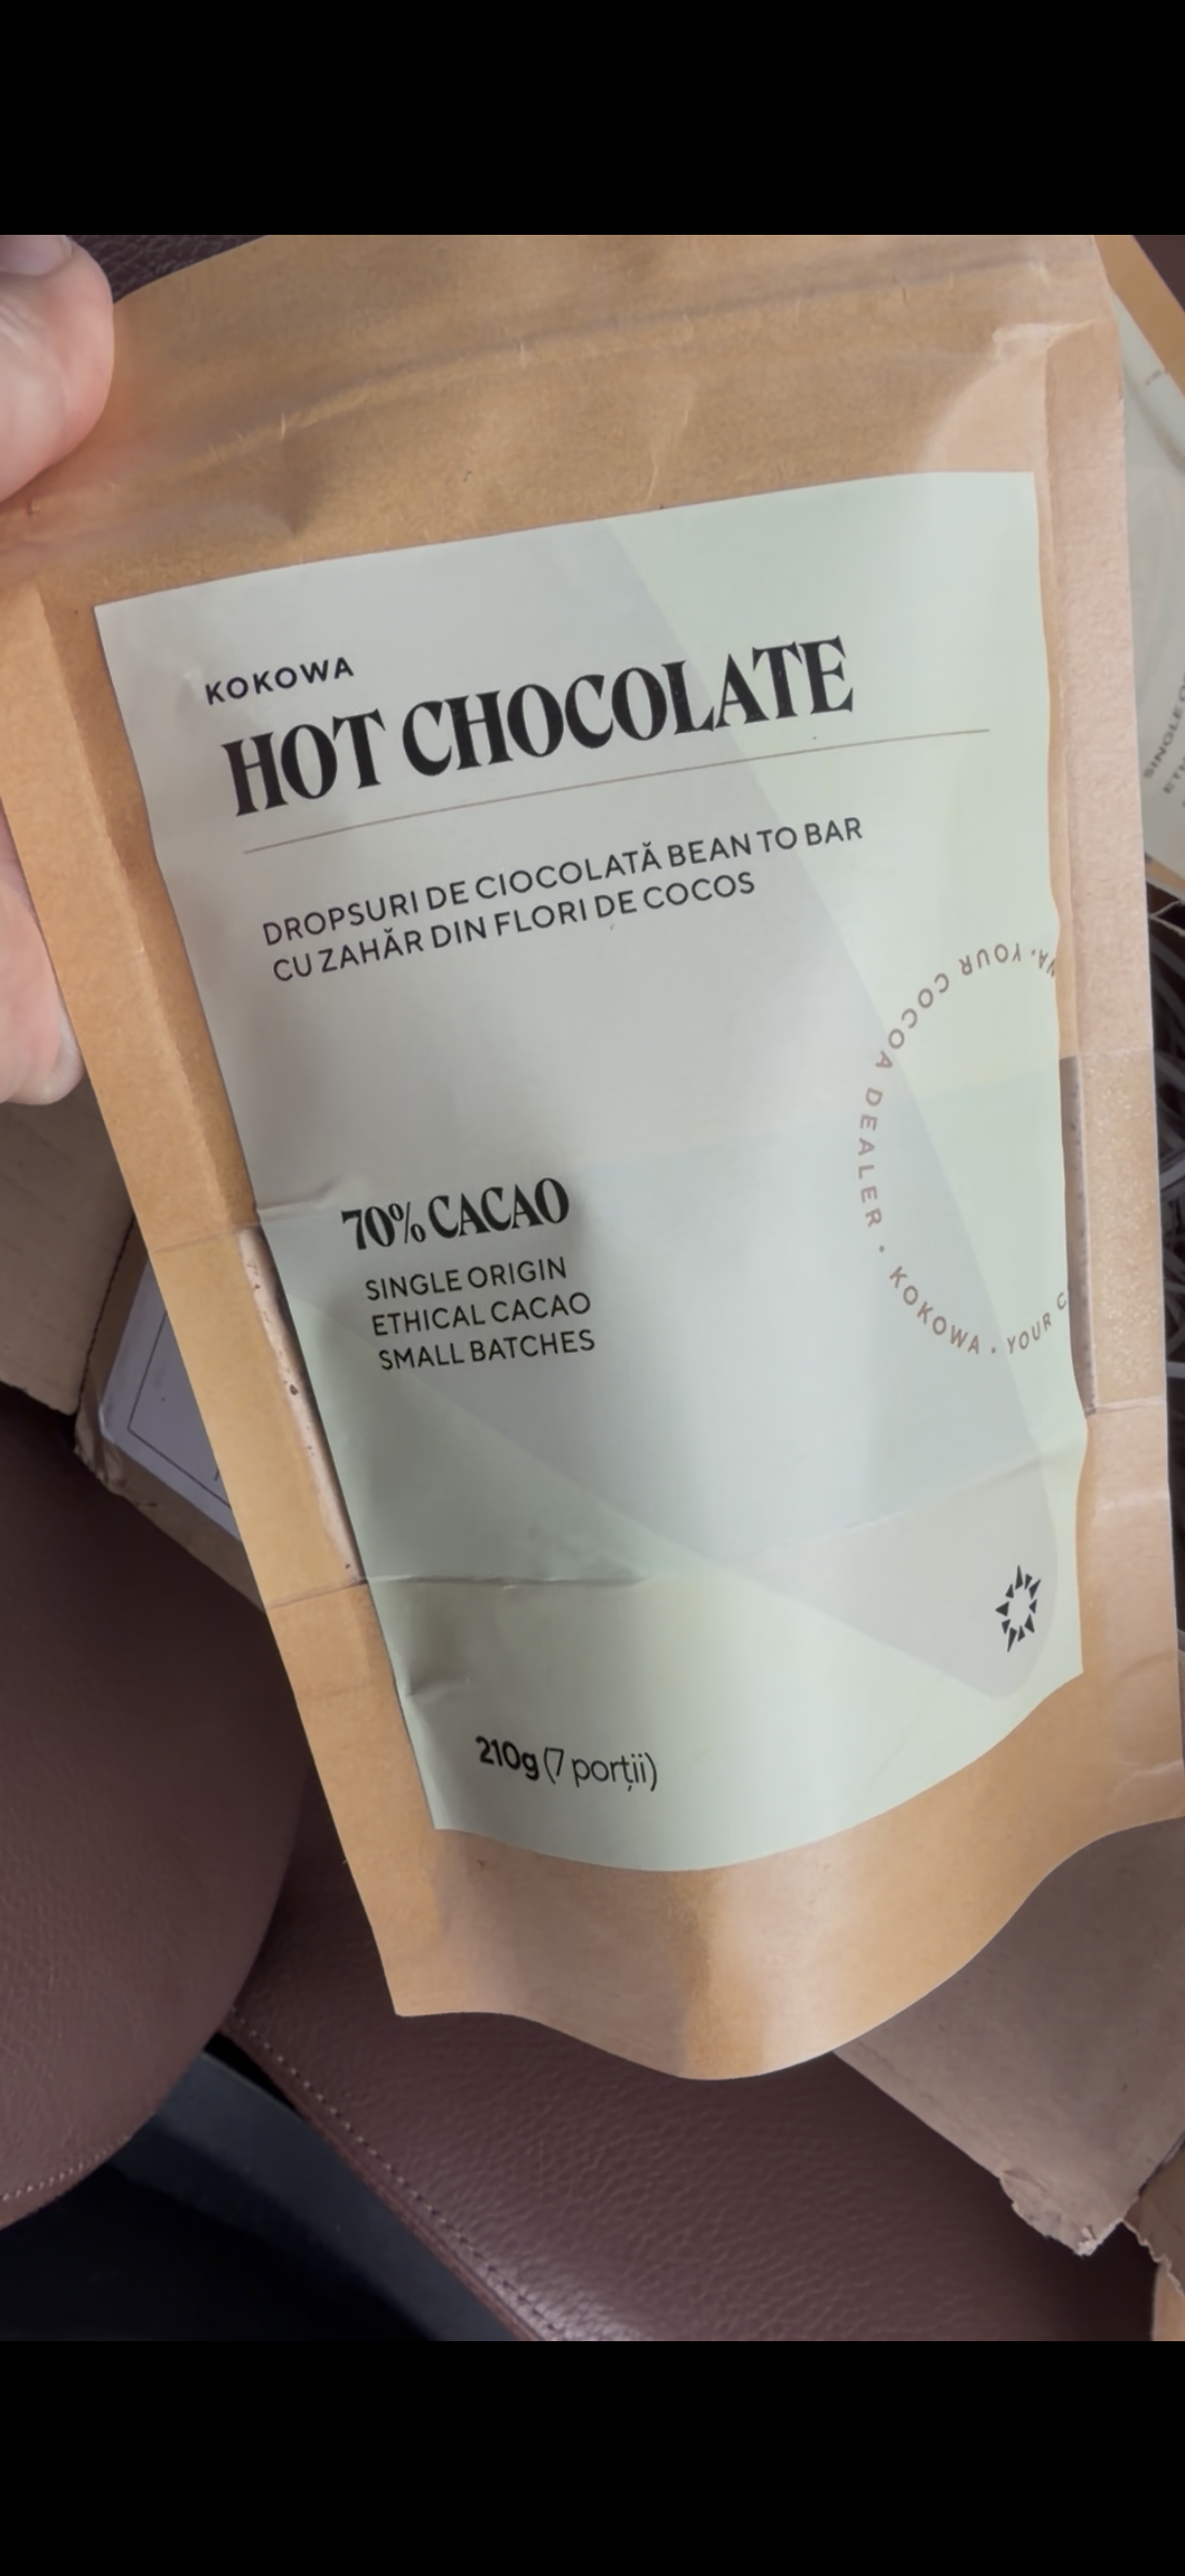 KOKOWA
HOT CHOCOLATE
DROPSURI DE CIOCOLATĂ BEAN TO BAR
CU ZAHĂR DIN FLORI DE COCOS
YOUR COCOA DEALER • KOKOWA • YOUR
70% CACAO
SINGLE ORIGIN
ETHICAL CACAO
SMALL BATCHES
210g (7 porții)
SINGLE